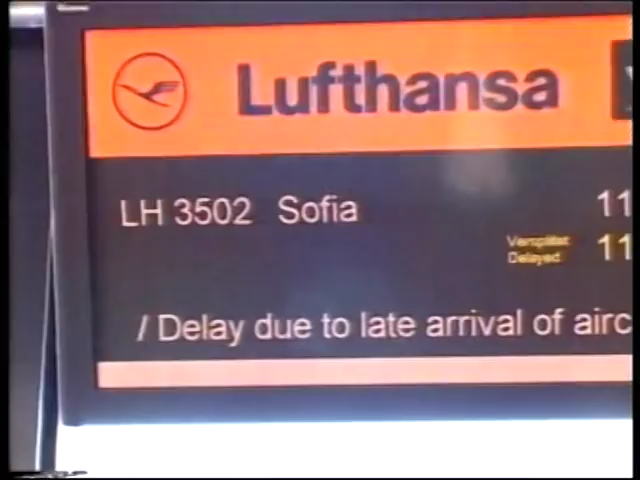 Lufthansa
LH 3502 Sofia 11
Verspätet 11
Delayed
/ Delay due to late arrival of airc